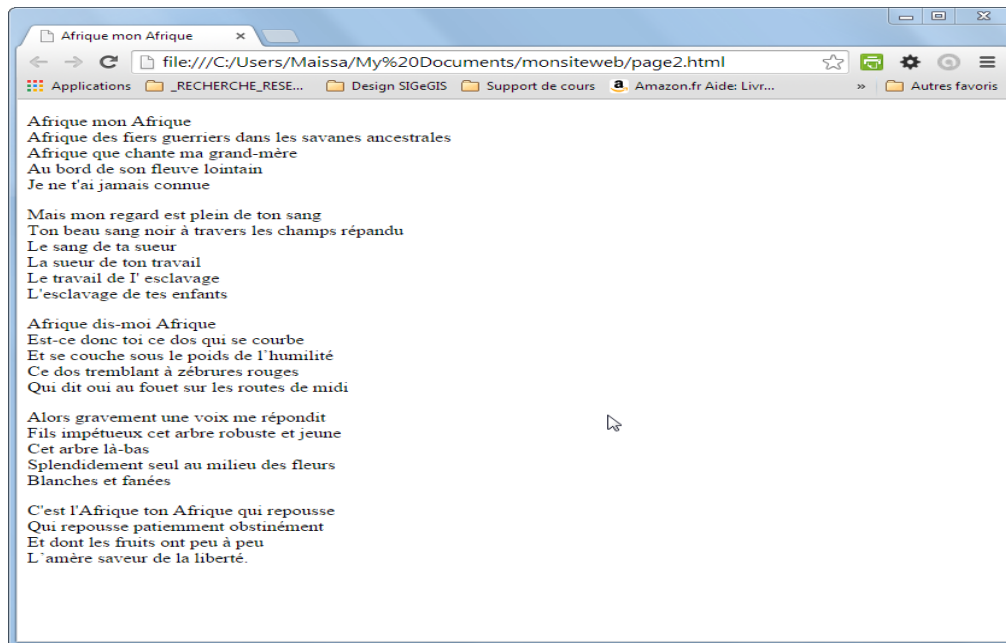 Afrique mon Afrique
file:///C:/Users/Maissa/My%20Documents/monsiteweb/page2.html
Applications _RECHERCHE_RESE... Design SIGeGIS Support de cours Amazon.fr Aide: Livr... » Autres favoris
Afrique mon Afrique
Afrique des fiers guerriers dans les savanes ancestrales
Afrique que chante ma grand-mère
Au bord de son fleuve lointain
Je ne t'ai jamais connue
Mais mon regard est plein de ton sang
Ton beau sang noir à travers les champs répandu
Le sang de ta sueur
La sueur de ton travail
Le travail de I' esclavage
L'esclavage de tes enfants
Afrique dis-moi Afrique
Est-ce donc toi ce dos qui se courbe
Et se couche sous le poids de l`humilité
Ce dos tremblant à zébrures rouges
Qui dit oui au fouet sur les routes de midi
Alors gravement une voix me répondit
Fils impétueux cet arbre robuste et jeune
Cet arbre là-bas
Splendidement seul au milieu des fleurs
Blanches et fanées
C'est l'Afrique ton Afrique qui repousse
Qui repousse patiemment obstinément
Et dont les fruits ont peu à peu
L`amère saveur de la liberté.